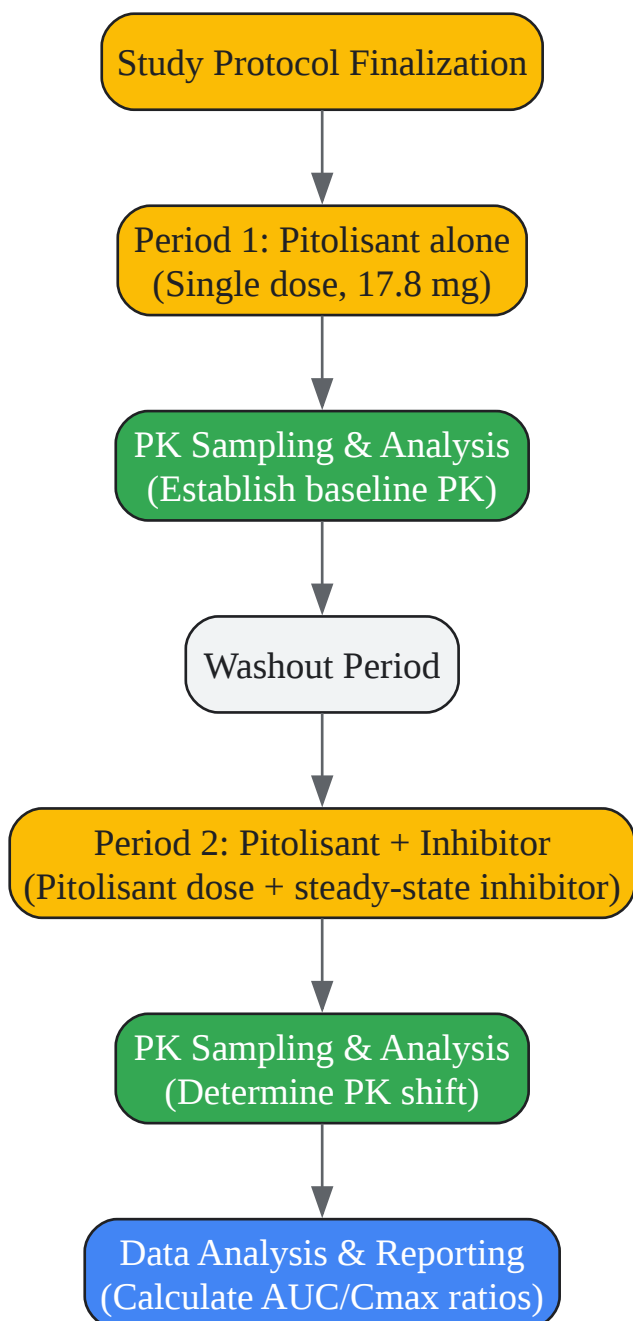 Study Protocol Finalization
Period 1: Pitolisant alone
(Single dose, 17.8 mg)
PK Sampling & Analysis
(Establish baseline PK)
Washout Period
Period 2: Pitolisant + Inhibitor
(Pitolisant dose + steady-state inhibitor)
PK Sampling & Analysis
(Determine PK shift)
Data Analysis & Reporting
(Calculate AUC/Cmax ratios)